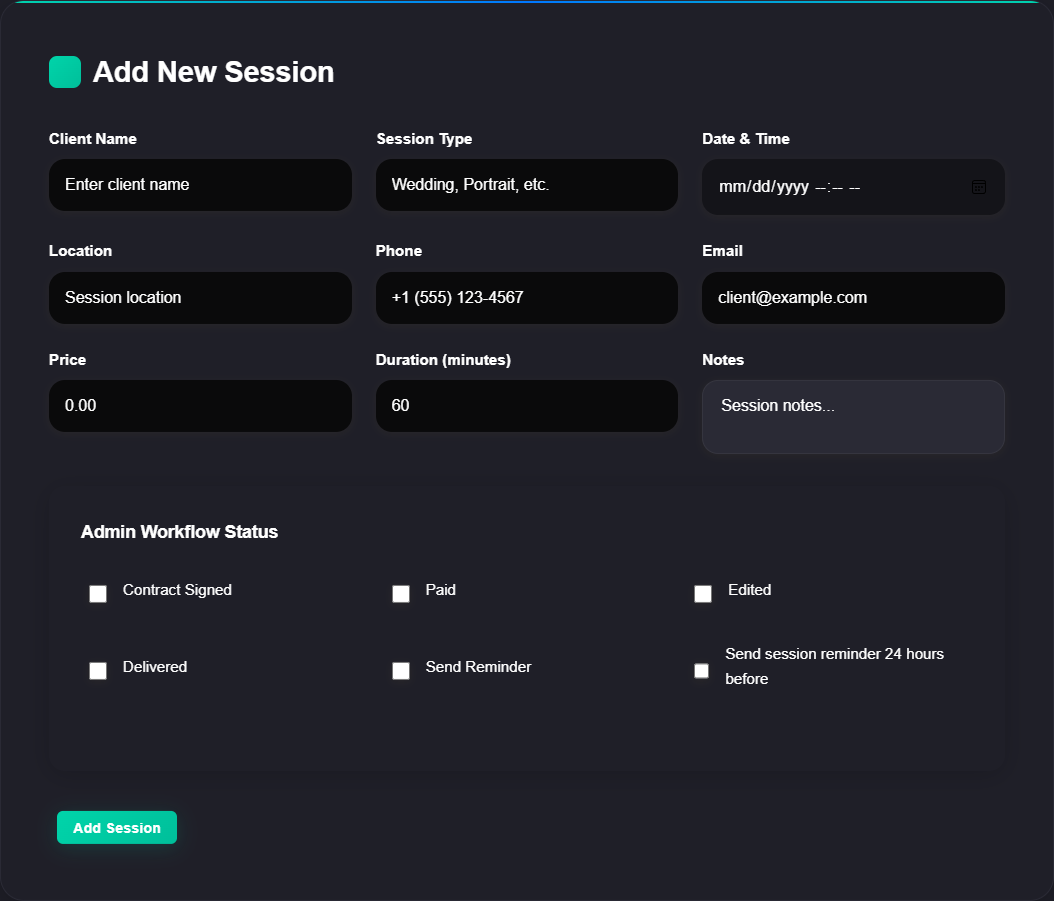 Add New Session
Client Name
Session Type
Date & Time
Enter client name
Wedding, Portrait, etc.
mm/dd/yyyy --:-- --
Location
Phone
Email
Session location
+1 (555) 123-4567
client@example.com
Price
Duration (minutes)
Notes
0.00
60
Session notes...
Admin Workflow Status
Contract Signed
Paid
Edited
Delivered
Send Reminder
Send session reminder 24 hours
before
Add Session